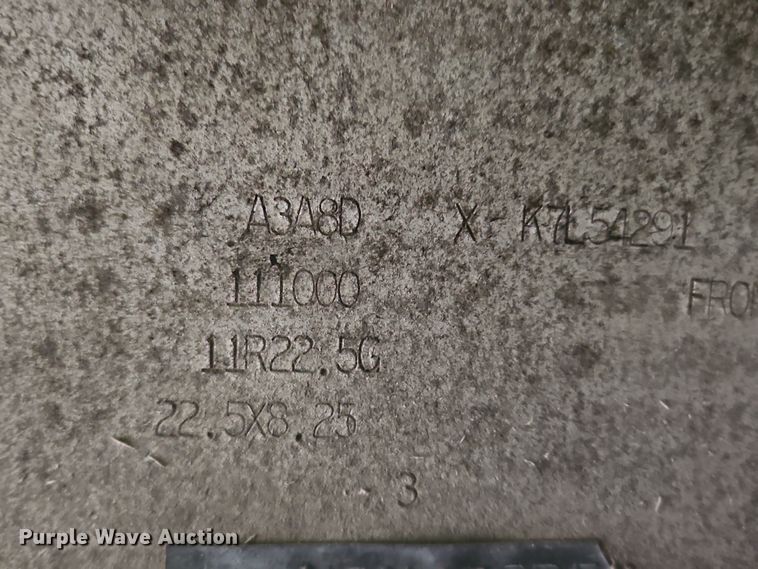 A3A8D X- K7L54291
111000 FRO
11R22.5G
22.5X8.25
3
Purple Wave Auction